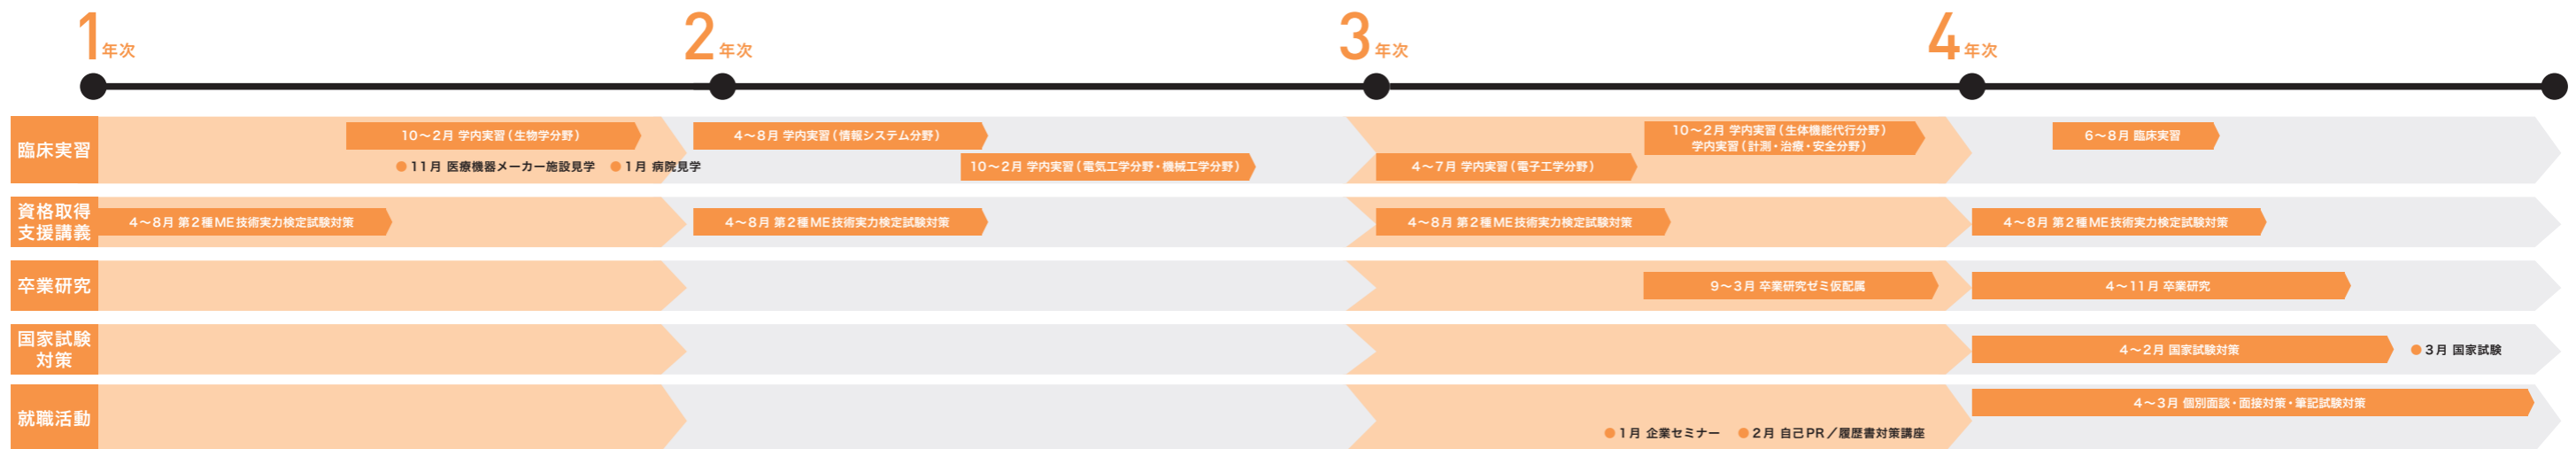 1年次
2年次
3年次
4年次
臨床実習
10〜2月 学内実習（生物学分野）
●11月 医療機器メーカー施設見学 ●1月 病院見学
4〜8月 学内実習（情報システム分野）
10〜2月 学内実習（電気工学分野・機械工学分野）
4〜7月 学内実習（電子工学分野）
10〜2月 学内実習（生体機能代行分野）
学内実習（計測・治療・安全分野）
6〜8月 臨床実習
資格取得
支援講義
4〜8月 第2種ME技術実力検定試験対策
4〜8月 第2種ME技術実力検定試験対策
4〜8月 第2種ME技術実力検定試験対策
4〜8月 第2種ME技術実力検定試験対策
卒業研究
9〜3月 卒業研究ゼミ仮配属
4〜11月 卒業研究
国家試験
対策
4〜2月 国家試験対策
●3月 国家試験
就職活動
●1月 企業セミナー ●2月 自己PR／履歴書対策講座
4〜3月 個別面談・面接対策・筆記試験対策